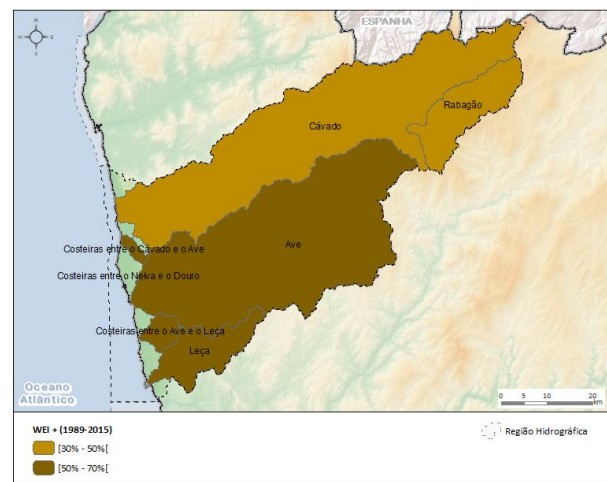 ESPANHA
Rabagão
Cávado
Costeiras entre o Cávado e o Ave
Ave
Costeiras entre o Neiva e o Douro
Costeiras entre o Ave e o Leça
Leça
Oceano
Atlântico
0 5 10 20
km
WEI + (1989-2015)
[30% - 50%[
[50% - 70%[
Região Hidrográfica